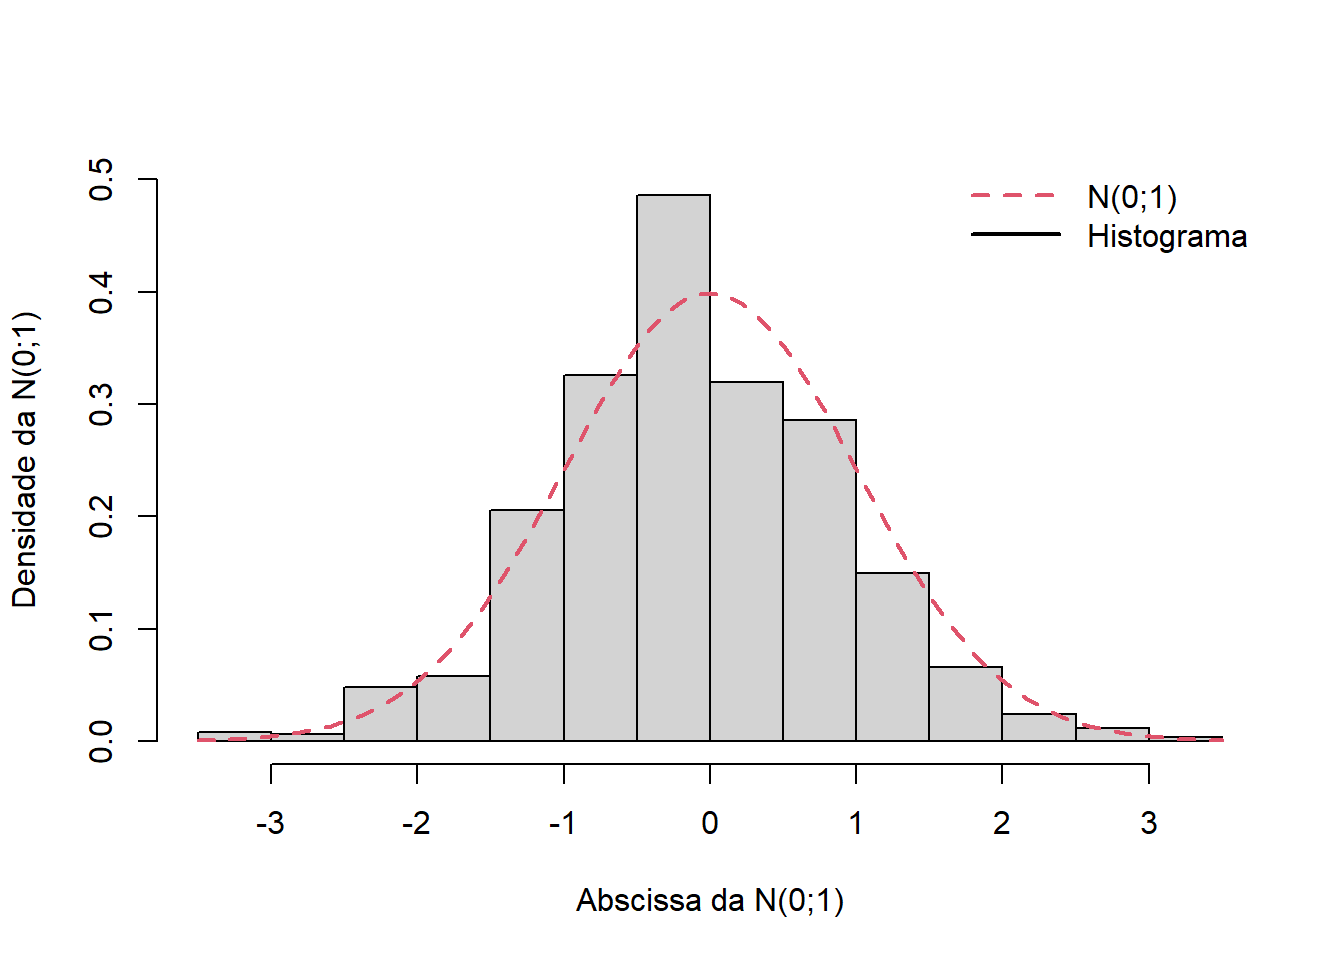 N(0;1)
Histograma
Densidade da N(0;1)
0.5
0.4
0.3
0.2
0.1
0.0
-3 -2 -1 0 1 2 3
Abscissa da N(0;1)